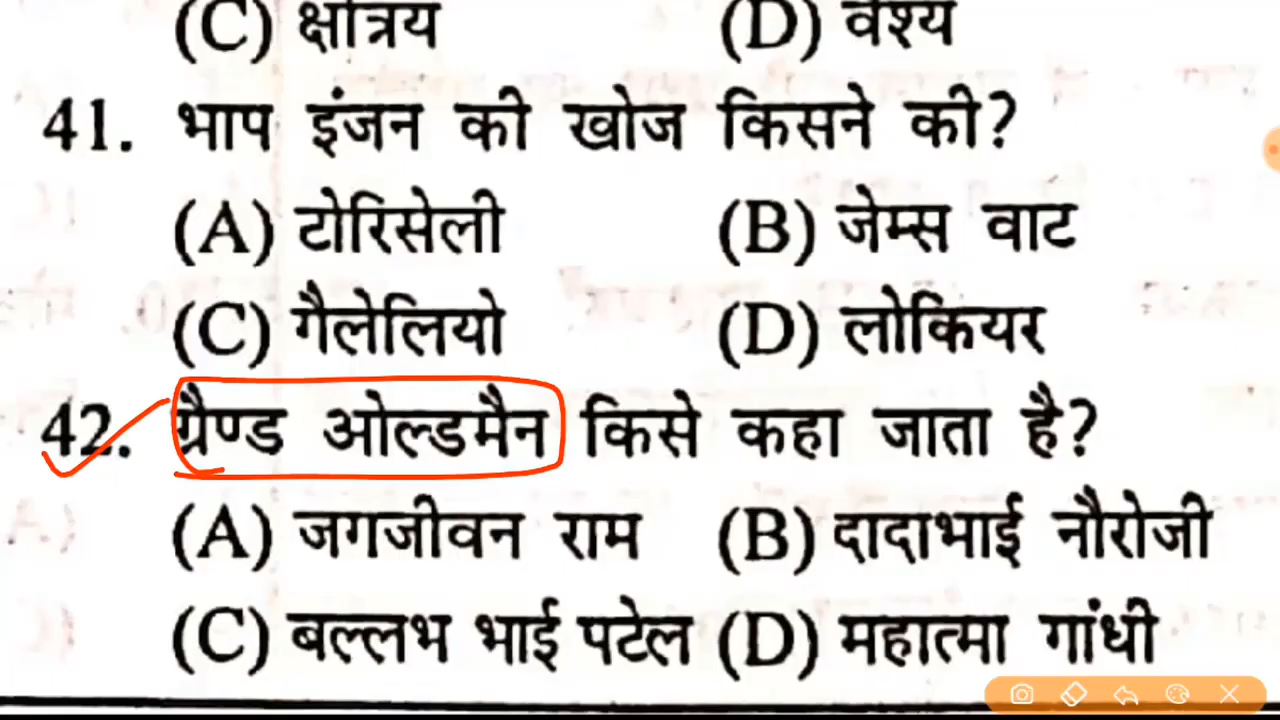 (C) क्षत्रिय (D) वैश्य
41. भाप इंजन की खोज किसने की?
(A) टोरिसेली (B) जेम्स वाट
(C) गैलेलियो (D) लोकियर
42. ग्रैण्ड ओल्डमैन किसे कहा जाता है?
(A) जगजीवन राम (B) दादाभाई नौरोजी
(C) बल्लभ भाई पटेल (D) महात्मा गांधी